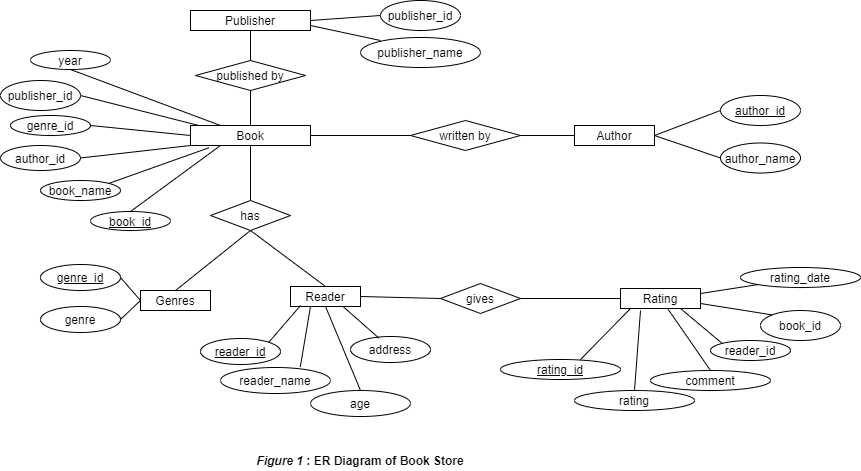 Publisher
publisher_id
publisher_name
published by
year
publisher_id
genre_id
author_id
book_name
book_id
Book
written by
Author
author_id
author_name
has
genre_id
genre
Genres
Reader
reader_id
reader_name
age
address
gives
Rating
rating_date
book_id
reader_id
comment
rating
rating_id
Figure 1 : ER Diagram of Book Store